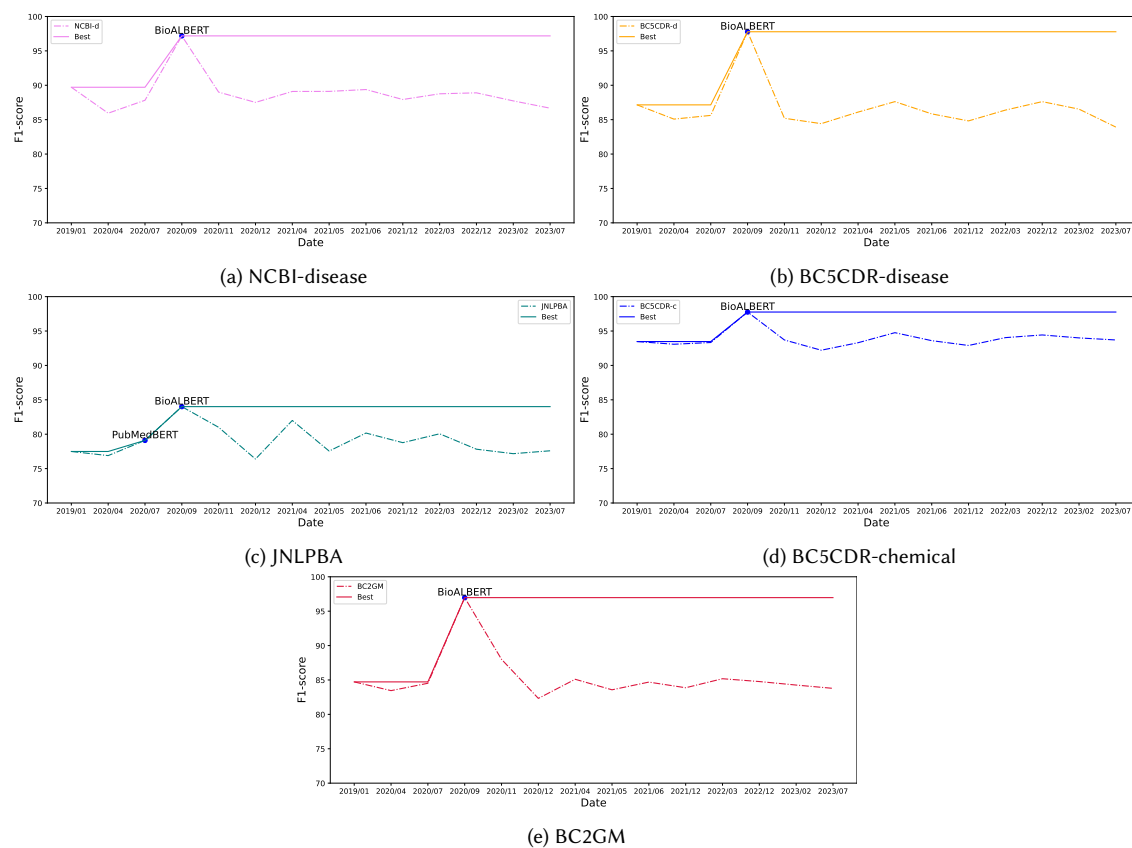 NCBI-d
Best
BioALBERT
100
95
90
85
80
75
70
F1-score
2019/01 2020/04 2020/07 2020/09 2020/11 2020/12 2021/04 2021/05 2021/06 2021/12 2022/03 2022/12 2023/02 2023/07
Date
(a) NCBI-disease
BC5CDR-d
Best
BioALBERT
100
95
90
85
80
75
70
F1-score
2019/01 2020/04 2020/07 2020/09 2020/11 2020/12 2021/04 2021/05 2021/06 2021/12 2022/03 2022/12 2023/02 2023/07
Date
(b) BC5CDR-disease
JNLPBA
Best
BioALBERT
PubMedBERT
100
95
90
85
80
75
70
F1-score
2019/01 2020/04 2020/07 2020/09 2020/11 2020/12 2021/04 2021/05 2021/06 2021/12 2022/03 2022/12 2023/02 2023/07
Date
(c) JNLPBA
BC5CDR-c
Best
BioALBERT
100
95
90
85
80
75
70
F1-score
2019/01 2020/04 2020/07 2020/09 2020/11 2020/12 2021/04 2021/05 2021/06 2021/12 2022/03 2022/12 2023/02 2023/07
Date
(d) BC5CDR-chemical
BC2GM
Best
BioALBERT
100
95
90
85
80
75
70
F1-score
2019/01 2020/04 2020/07 2020/09 2020/11 2020/12 2021/04 2021/05 2021/06 2021/12 2022/03 2022/12 2023/02 2023/07
Date
(e) BC2GM